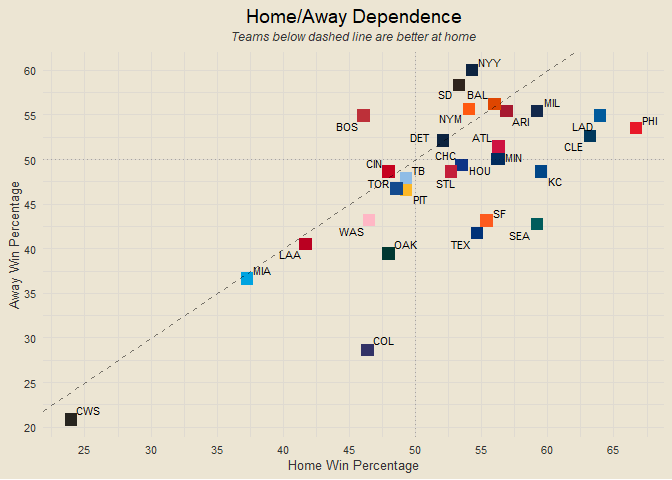 Home/Away Dependence
Teams below dashed line are better at home
Away Win Percentage
60
55
50
45
40
35
30
25
20
NYY
SD
BAL
NYM
ARI
MIL
LAD
PHI
BOS
DET
ATL
CLE
CHC
HOU
MIN
CIN
TB
STL
KC
TOR
PIT
WAS
SF
SEA
TEX
LAA
OAK
MIA
COL
CWS
25
30
35
40
45
50
55
60
65
Home Win Percentage